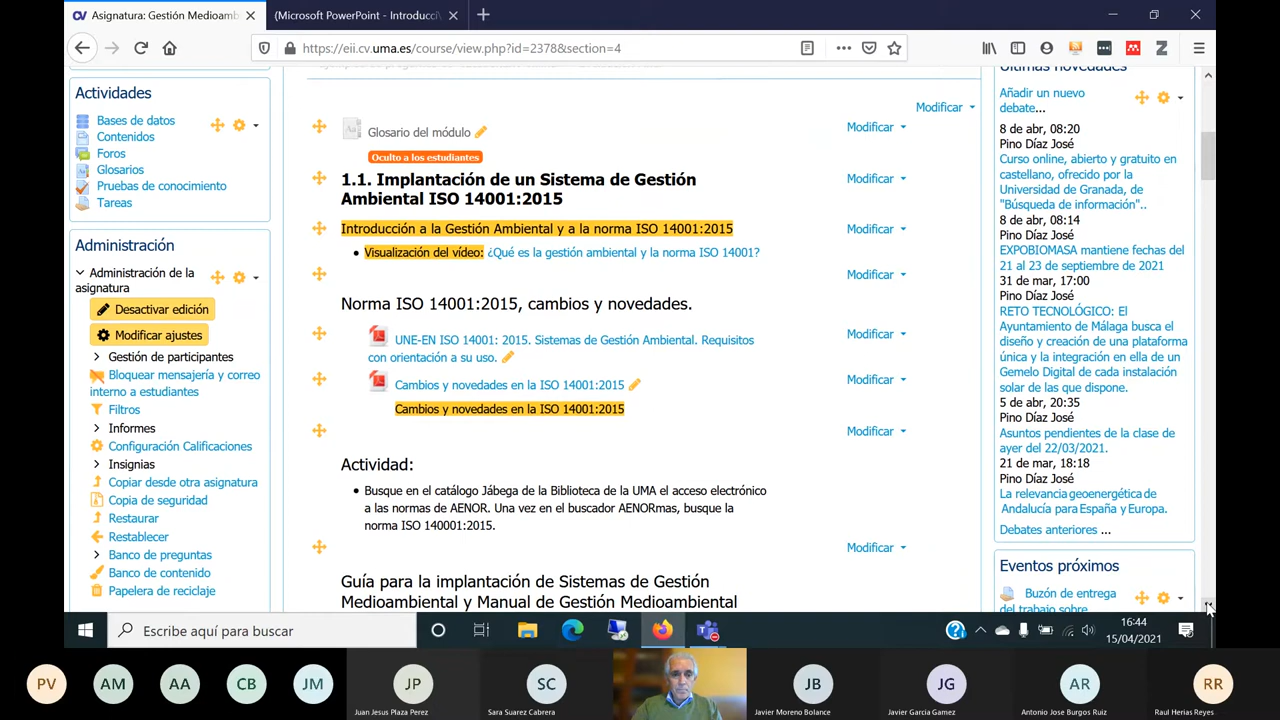 Asignatura: Gestión Medioamb
(Microsoft PowerPoint - Introducci
https://eii.cv.uma.es/course/view.php?id=2378&section=4
Actividades
Bases de datos
Contenidos
Foros
Glosarios
Pruebas de conocimiento
Tareas
Administración
Administración de la
asignatura
Desactivar edición
Modificar ajustes
Gestión de participantes
Bloquear mensajería y correo
interno a estudiantes
Filtros
Informes
Configuración Calificaciones
Insignias
Copiar desde otra asignatura
Copia de seguridad
Restaurar
Restablecer
Banco de preguntas
Banco de contenido
Papelera de reciclaje
Modificar
Glosario del módulo
Modificar
Oculto a los estudiantes
1.1. Implantación de un Sistema de Gestión
Ambiental ISO 14001:2015
Modificar
Introducción a la Gestión Ambiental y a la norma ISO 14001:2015
Modificar
Visualización del vídeo: ¿Qué es la gestión ambiental y la norma ISO 14001?
Modificar
Norma ISO 14001:2015, cambios y novedades.
UNE-EN ISO 14001: 2015. Sistemas de Gestión Ambiental. Requisitos
con orientación a su uso.
Modificar
Cambios y novedades en la ISO 14001:2015
Modificar
Cambios y novedades en la ISO 14001:2015
Modificar
Actividad:
Busque en el catálogo Jábega de la Biblioteca de la UMA el acceso electrónico
a las normas de AENOR. Una vez en el buscador AENORmas, busque la
norma ISO 140001:2015.
Modificar
Guía para la implantación de Sistemas de Gestión
Medioambiental y Manual de Gestión Medioambiental
Últimas novedades
Añadir un nuevo
debate...
8 de abr, 08:20
Pino Díaz José
Curso online, abierto y gratuito en
castellano, ofrecido por la
Universidad de Granada, de
"Búsqueda de información"..
8 de abr, 08:14
Pino Díaz José
EXPOBIOMASA mantiene fechas del
21 al 23 de septiembre de 2021
31 de mar, 17:00
Pino Díaz José
RETO TECNOLÓGICO: El
Ayuntamiento de Málaga busca el
diseño y creación de una plataforma
única y la integración en ella de un
Gemelo Digital de cada instalación
solar de las que dispone.
5 de abr, 20:35
Pino Díaz José
Asuntos pendientes de la clase de
ayer del 22/03/2021.
21 de mar, 18:18
Pino Díaz José
La relevancia geoenergética de
Andalucía para España y Europa.
Debates anteriores ...
Eventos próximos
Buzón de entrega
del trabajo sobre
Escribe aquí para buscar
16:44
15/04/2021
PV
AM
AA
CB
JM
JP
Juan Jesus Plaza Perez
SC
Sara Suarez Cabrera
JB
Javier Moreno Bolance
JG
Javier Garcia Gamez
AR
Antonio Jose Burgos Ruiz
RR
Raul Herias Reyes